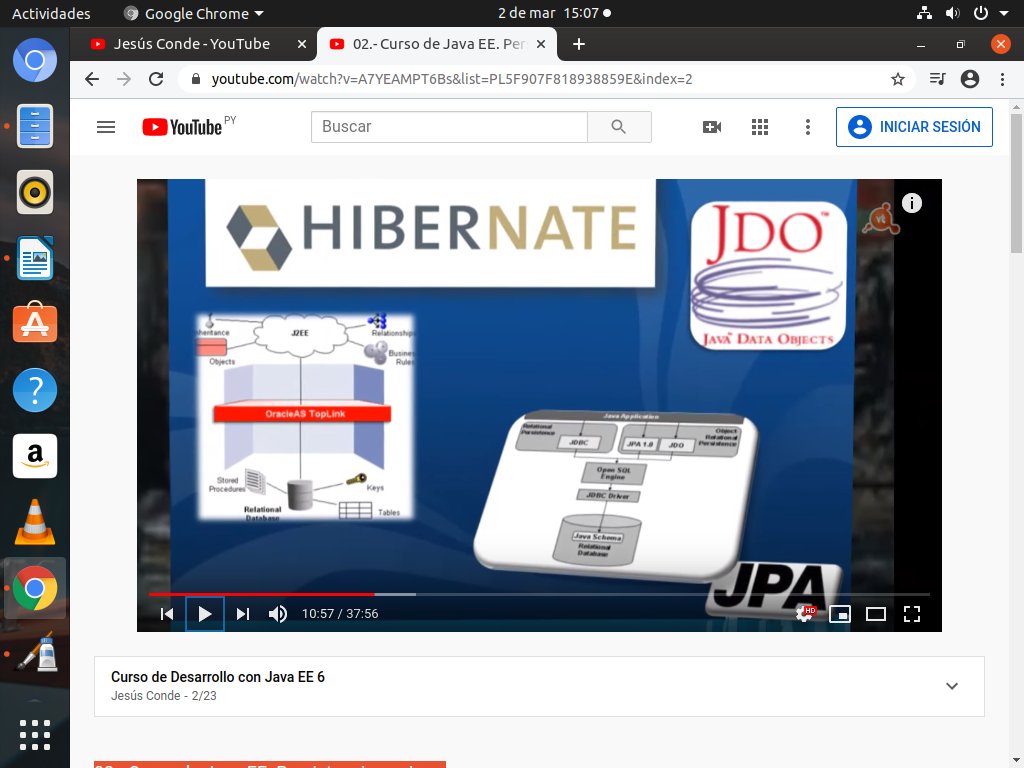 Actividades
Google Chrome
2 de mar 15:07
Jesús Conde - YouTube
02.- Curso de Java EE. Per
youtube.com/watch?v=A7YEAMPT6Bs&list=PL5F907F818938859E&index=2
YouTube PY
Buscar
INICIAR SESIÓN
HIBERNATE
JDO™
JAVA™ DATA OBJECTS
J2EE
nheritance
Relationships
Objects
Business
Rules
OracleAS TopLink
Stored
Procedures
Keys
Relational
Database
Tables
Java Application
Relational
Persistence
Object
Relational
Persistence
JDBC
JPA 1.0
JDO
Open SQL
Engine
JDBC Driver
Java Schema
Relational
Database
JPA
10:57 / 37:56
HD
Curso de Desarrollo con Java EE 6
Jesús Conde - 2/23